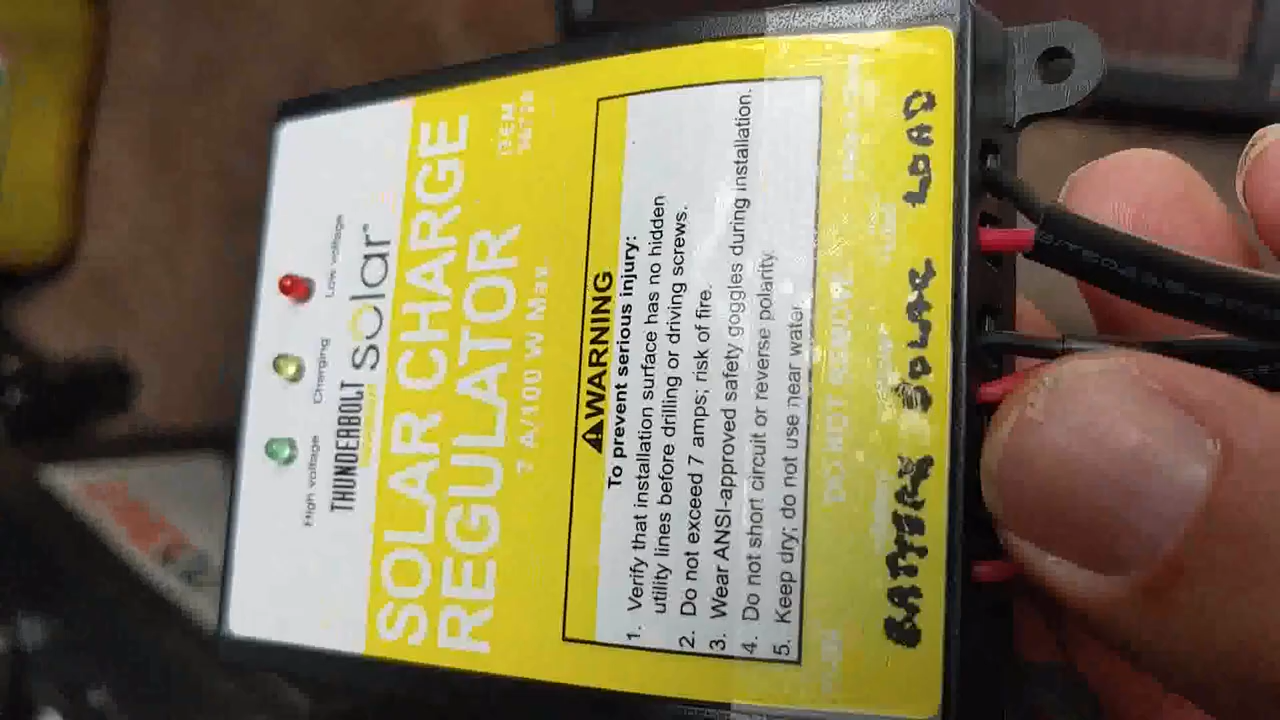 High voltage
Charging
Low voltage
THUNDERBOLT
solar
SOLAR CHARGE
REGULATOR
7 A/100 W Max.
ITEM
WARNING
To prevent serious injury:
1. Verify that installation surface has no hidden
utility lines before drilling or driving screws.
2. Do not exceed 7 amps; risk of fire.
3. Wear ANSI-approved safety goggles during installation.
4. Do not short circuit or reverse polarity.
5. Keep dry; do not use near water.
DO NOT
BATTERY SOLAR LOAD